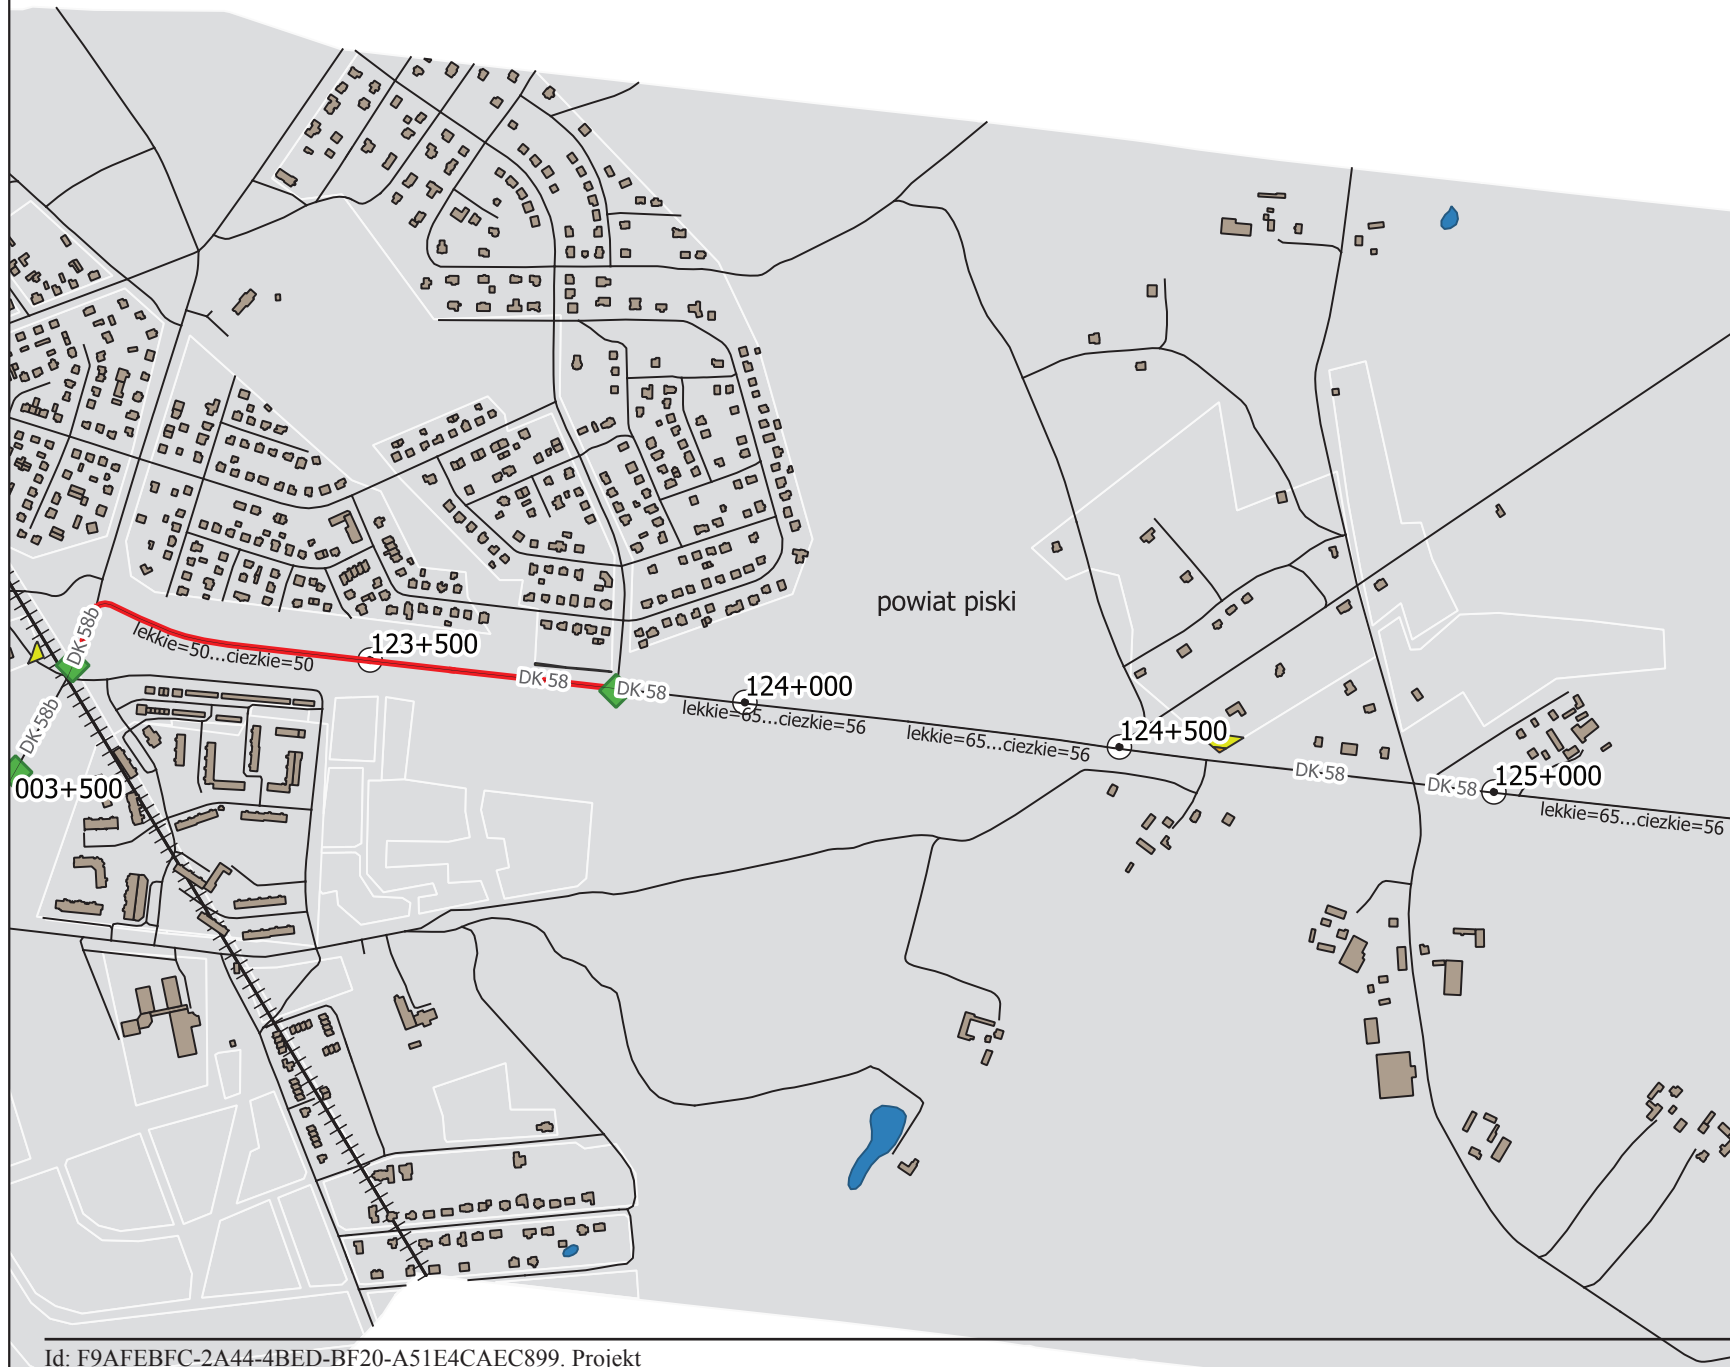 powiat piski
DK-58b
lekkie=50...ciezkie=50
123+500
DK-58
DK-58
124+000
lekkie=65...ciezkie=56
lekkie=65...ciezkie=56
124+500
DK-58
DK-58
125+000
lekkie=65...ciezkie=56
DK-58b
003+500
Id: F9AFEBFC-2A44-4BED-BF20-A51E4CAEC899. Projekt